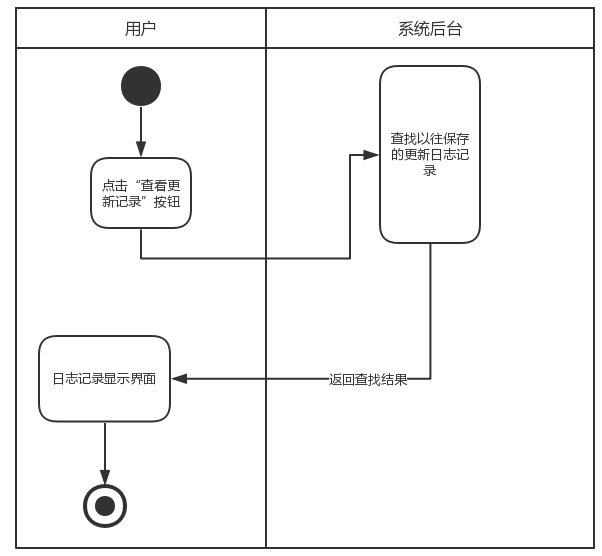 用户
系统后台
点击“查看更
新记录”按钮
查找以往保存
的更新日志记
录
返回查找结果
日志记录显示界面